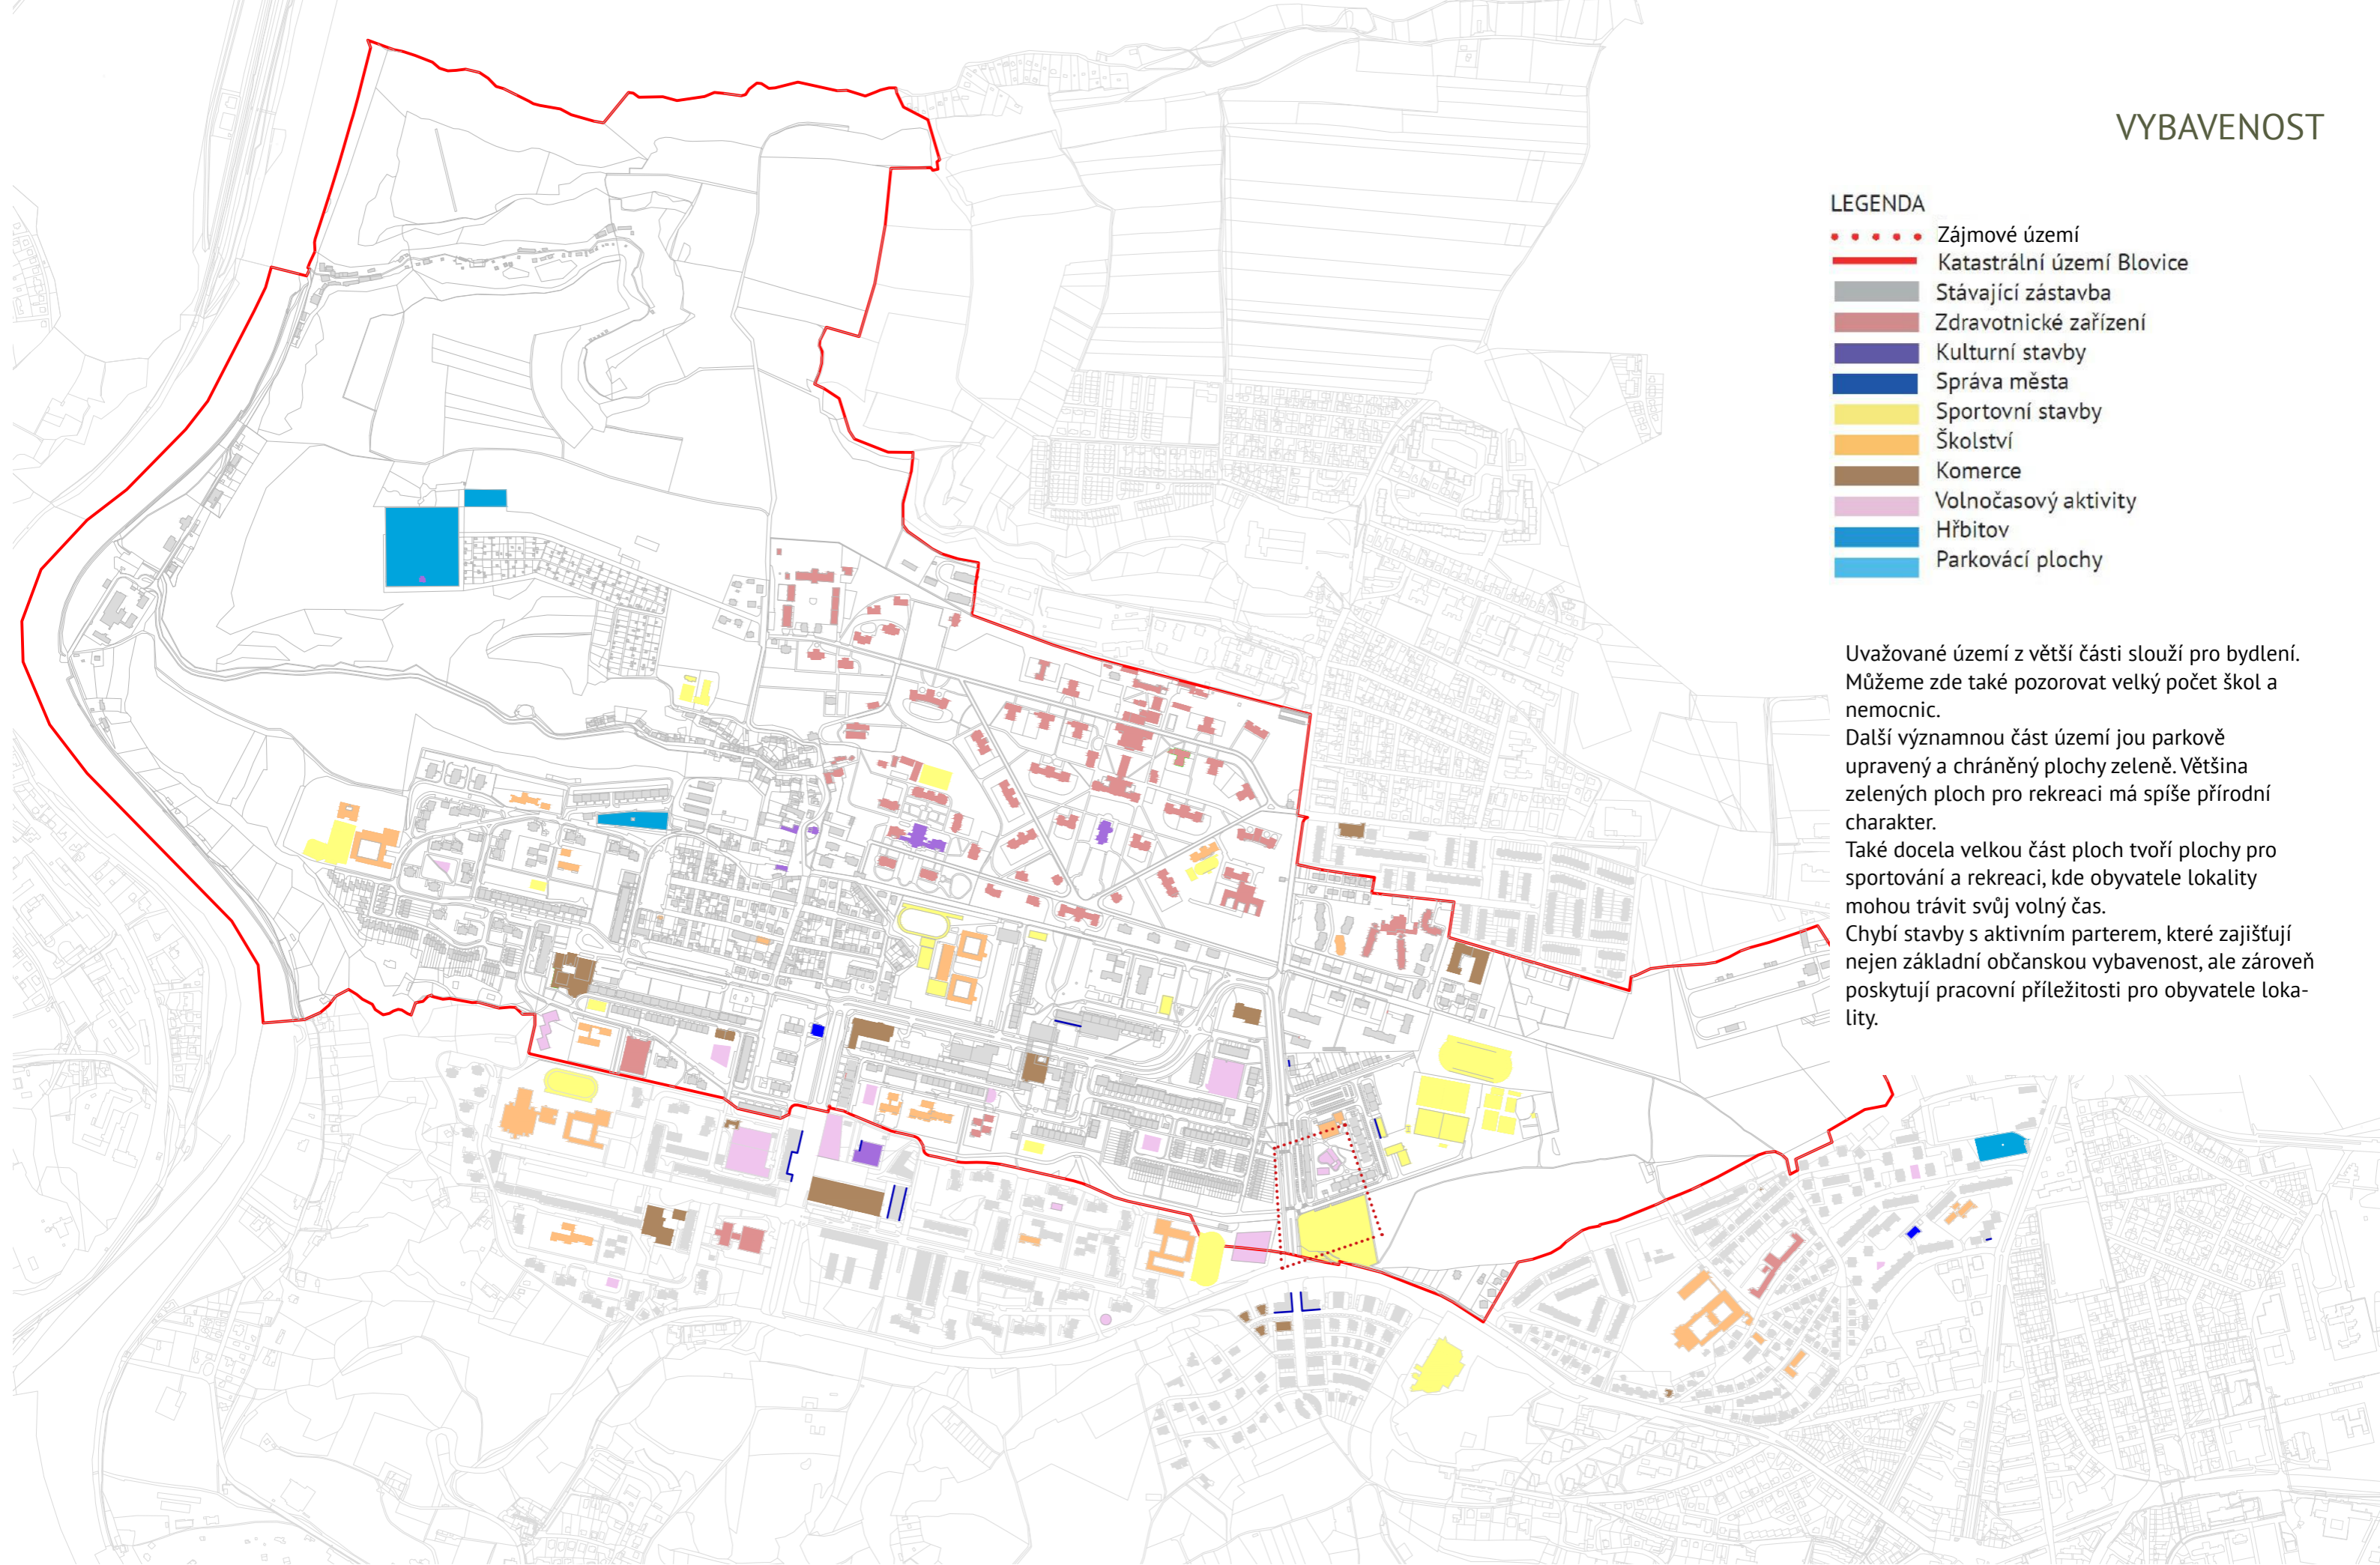 VYBAVENOST
LEGENDA
Zájmové území
Katastrální území Blovice
Stávající zástavba
Zdravotnické zařízení
Kulturní stavby
Správa města
Sportovní stavby
Školství
Komerce
Volnočasový aktivity
Hřbitov
Parkovácí plochy
Uvažované území z větší části slouží pro bydlení.
Můžeme zde také pozorovat velký počet škol a
nemocnic.
Další významnou část území jou parkově
upravený a chráněný plochy zeleně. Většina
zelených ploch pro rekreaci má spíše přírodní
charakter.
Také docela velkou část ploch tvoří plochy pro
sportování a rekreaci, kde obyvatele lokality
mohou trávit svůj volný čas.
Chybí stavby s aktivním parterem, které zajišťují
nejen základní občanskou vybavenost, ale zároveň
poskytují pracovní příležitosti pro obyvatele loka-
lity.